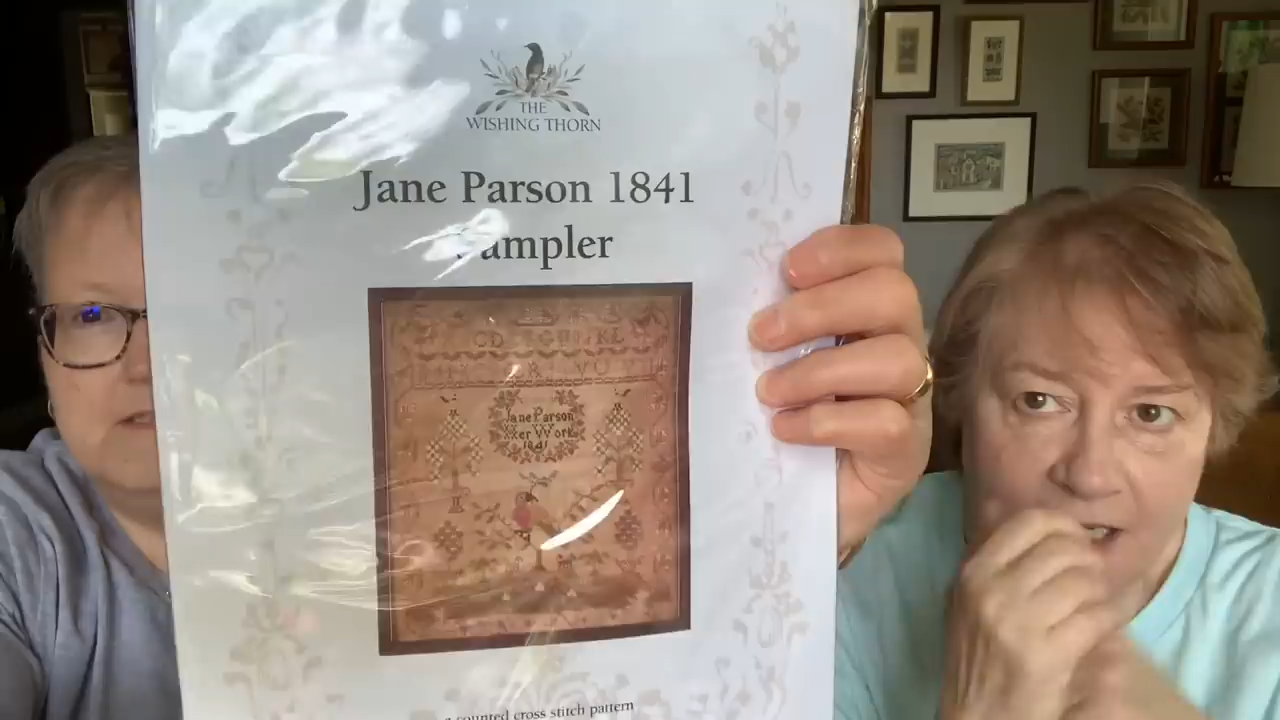 THE
WISHING THORN
Jane Parson 1841
ampler
Jane Parson
Her Work
1841
counted cross stitch pattern